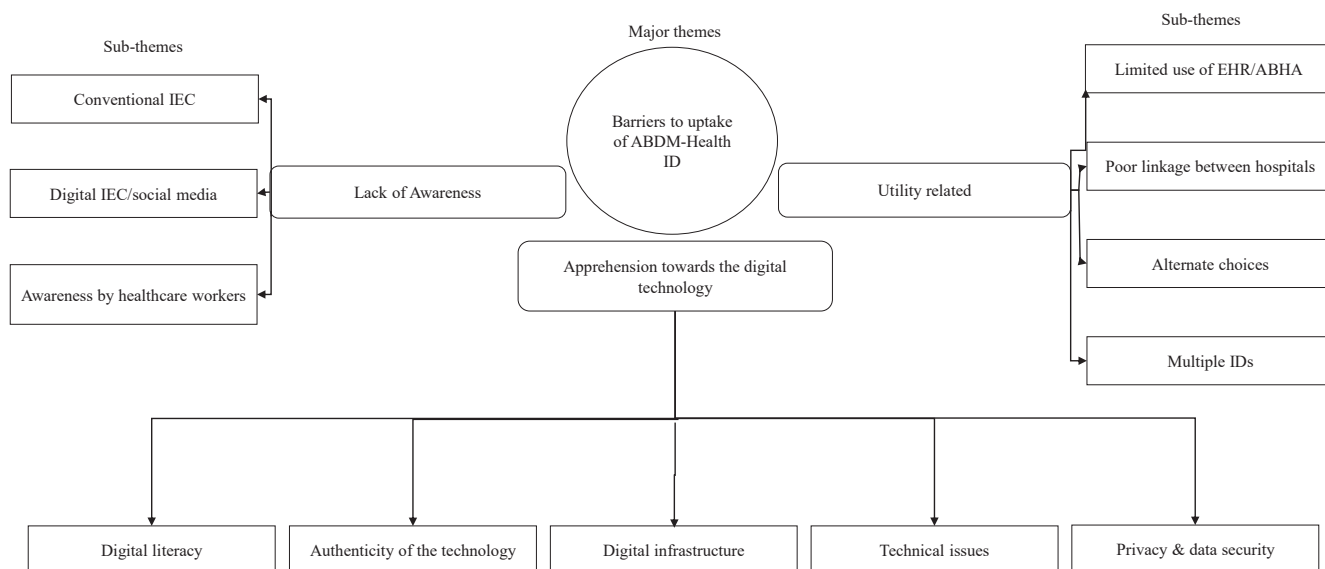 Sub-themes
Major themes
Sub-themes
Conventional IEC
Digital IEC/social media
Awareness by healthcare workers
Lack of Awareness
Barriers to uptake
of ABDM-Health
ID
Utility related
Limited use of EHR/ABHA
Poor linkage between hospitals
Alternate choices
Multiple IDs
Apprehension towards the digital
technology
Digital literacy
Authenticity of the technology
Digital infrastructure
Technical issues
Privacy & data security